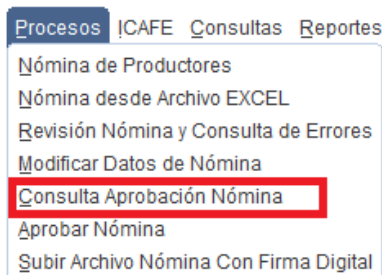 Procesos ICAFE Consultas Reportes
Nómina de Productores
Nómina desde Archivo EXCEL
Revisión Nómina y Consulta de Errores
Modificar Datos de Nómina
Consulta Aprobación Nómina
Aprobar Nómina
Subir Archivo Nómina Con Firma Digital